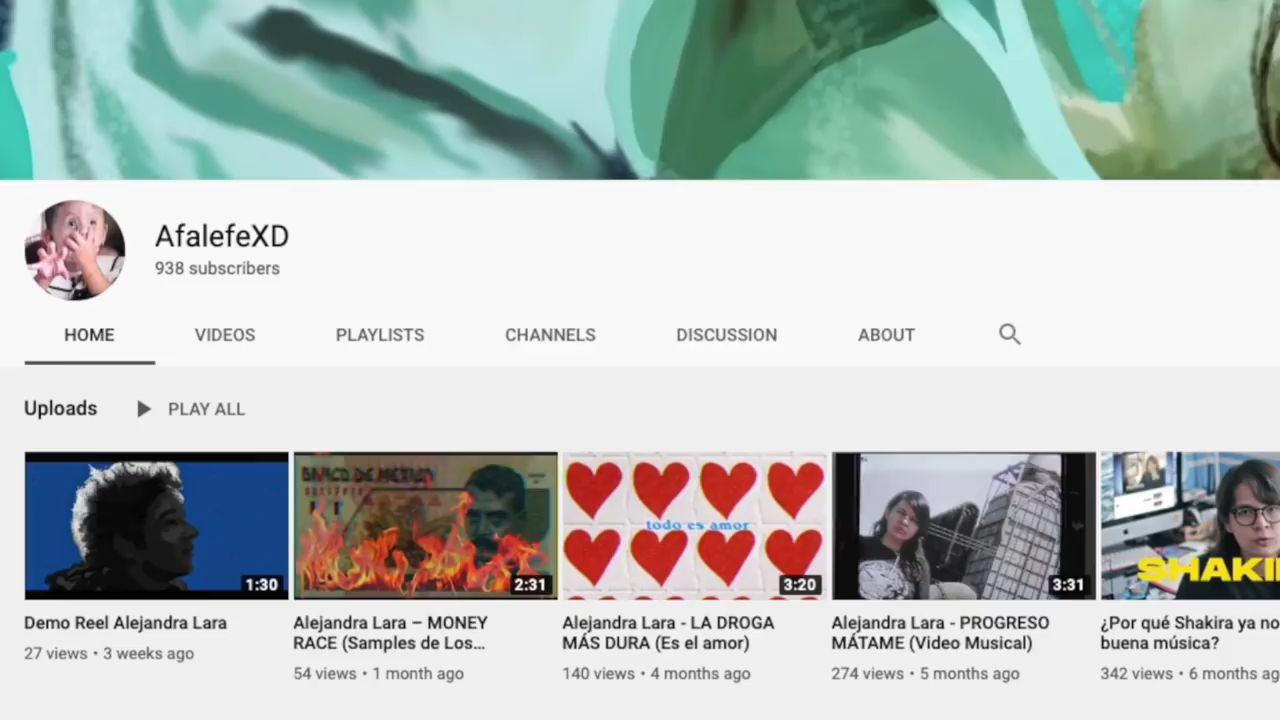 AfalefeXD
938 subscribers
HOME VIDEOS PLAYLISTS CHANNELS DISCUSSION ABOUT
Uploads PLAY ALL
BANCO DE MEXICO
todo es amor
SHAKI
1:30
2:31
3:20
3:31
Demo Reel Alejandra Lara
27 views • 3 weeks ago
Alejandra Lara – MONEY
RACE (Samples de Los...
54 views • 1 month ago
Alejandra Lara - LA DROGA
MÁS DURA (Es el amor)
140 views • 4 months ago
Alejandra Lara - PROGRESO
MÁTAME (Video Musical)
274 views • 5 months ago
¿Por qué Shakira ya no
buena música?
342 views • 6 months ag